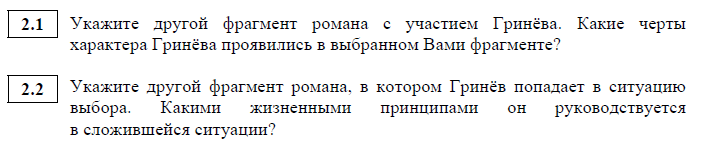 2.1 Укажите другой фрагмент романа с участием Гринёва. Какие черты
характера Гринёва проявились в выбранном Вами фрагменте?
2.2 Укажите другой фрагмент романа, в котором Гринёв попадает в ситуацию
выбора. Какими жизненными принципами он руководствуется
в сложившейся ситуации?